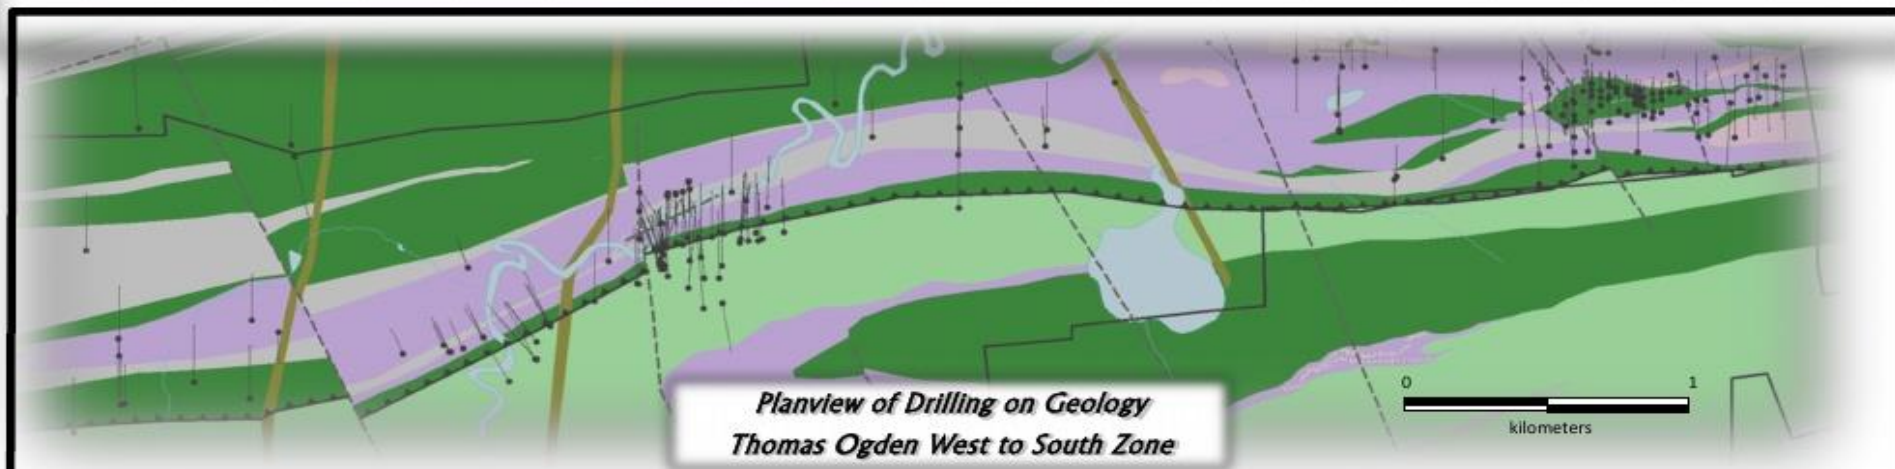 Planview of Drilling on Geology
Thomas Ogden West to South Zone
0 1
kilometers